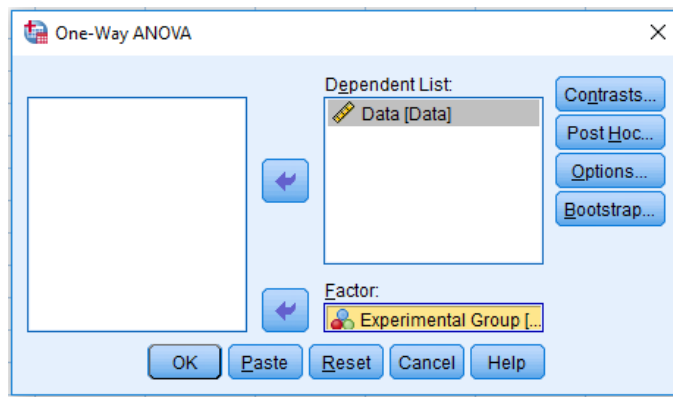 One-Way ANOVA
Dependent List:
Data [Data]
Contrasts...
Post Hoc...
Options...
Bootstrap...
Factor:
Experimental Group [...
OK Paste Reset Cancel Help